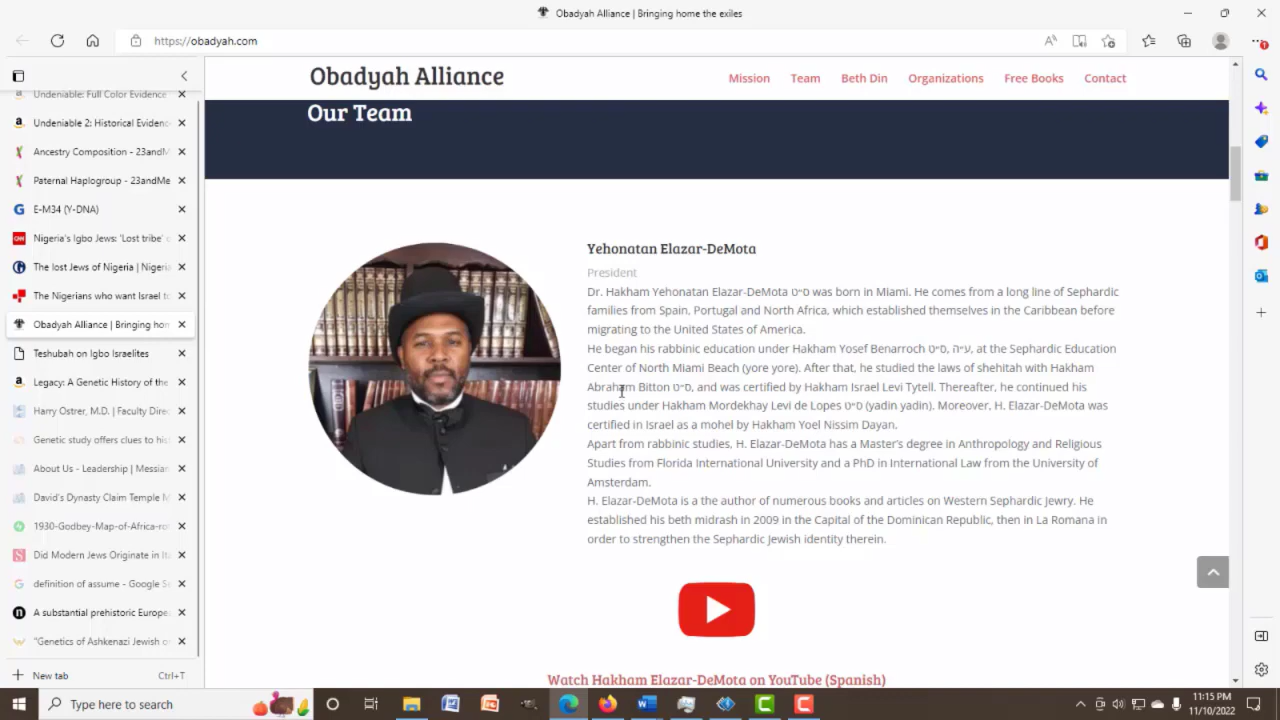 Obadyah Alliance | Bringing home the exiles
https://obadyah.com
Undeniable: Full Color Evidence
Undeniable 2: Historical Evidenc
Ancestry Composition - 23andM
Paternal Haplogroup - 23andMe
E-M34 (Y-DNA)
Nigeria's Igbo Jews: 'Lost tribe' o
The lost Jews of Nigeria | Nigeri
The Nigerians who want Israel to
Obadyah Alliance | Bringing hon
Teshubah on Igbo Israelites
Legacy: A Genetic History of the
Harry Ostrer, M.D. | Faculty Direc
Genetic study offers clues to his
About Us - Leadership | Messian
David's Dynasty Claim Temple M
1930-Godbey-Map-of-Africa-ro
Did Modern Jews Originate in Ita
definition of assume - Google Se
A substantial prehistoric Europea
"Genetics of Ashkenazi Jewish o
New tab Ctrl+T
Obadyah Alliance
Mission Team Beth Din Organizations Free Books Contact
Our Team
Yehonatan Elazar-DeMota
President
Dr. Hakham Yehonatan Elazar-DeMota ס״ט was born in Miami. He comes from a long line of Sephardic
families from Spain, Portugal and North Africa, which established themselves in the Caribbean before
migrating to the United States of America.
He began his rabbinic education under Hakham Yosef Benarroch ע״ה, ס״ט, at the Sephardic Education
Center of North Miami Beach (yore yore). After that, he studied the laws of shehitah with Hakham
Abraham Bitton ס״ט, and was certified by Hakham Israel Levi Tytell. Thereafter, he continued his
studies under Hakham Mordekhay Levi de Lopes ס״ט (yadin yadin). Moreover, H. Elazar-DeMota was
certified in Israel as a mohel by Hakham Yoel Nissim Dayan.
Apart from rabbinic studies, H. Elazar-DeMota has a Master's degree in Anthropology and Religious
Studies from Florida International University and a PhD in International Law from the University of
Amsterdam.
H. Elazar-DeMota is a the author of numerous books and articles on Western Sephardic Jewry. He
established his beth midrash in 2009 in the Capital of the Dominican Republic, then in La Romana in
order to strengthen the Sephardic Jewish identity therein.
Watch Hakham Elazar-DeMota on YouTube (Spanish)
Type here to search
11:15 PM
11/10/2022